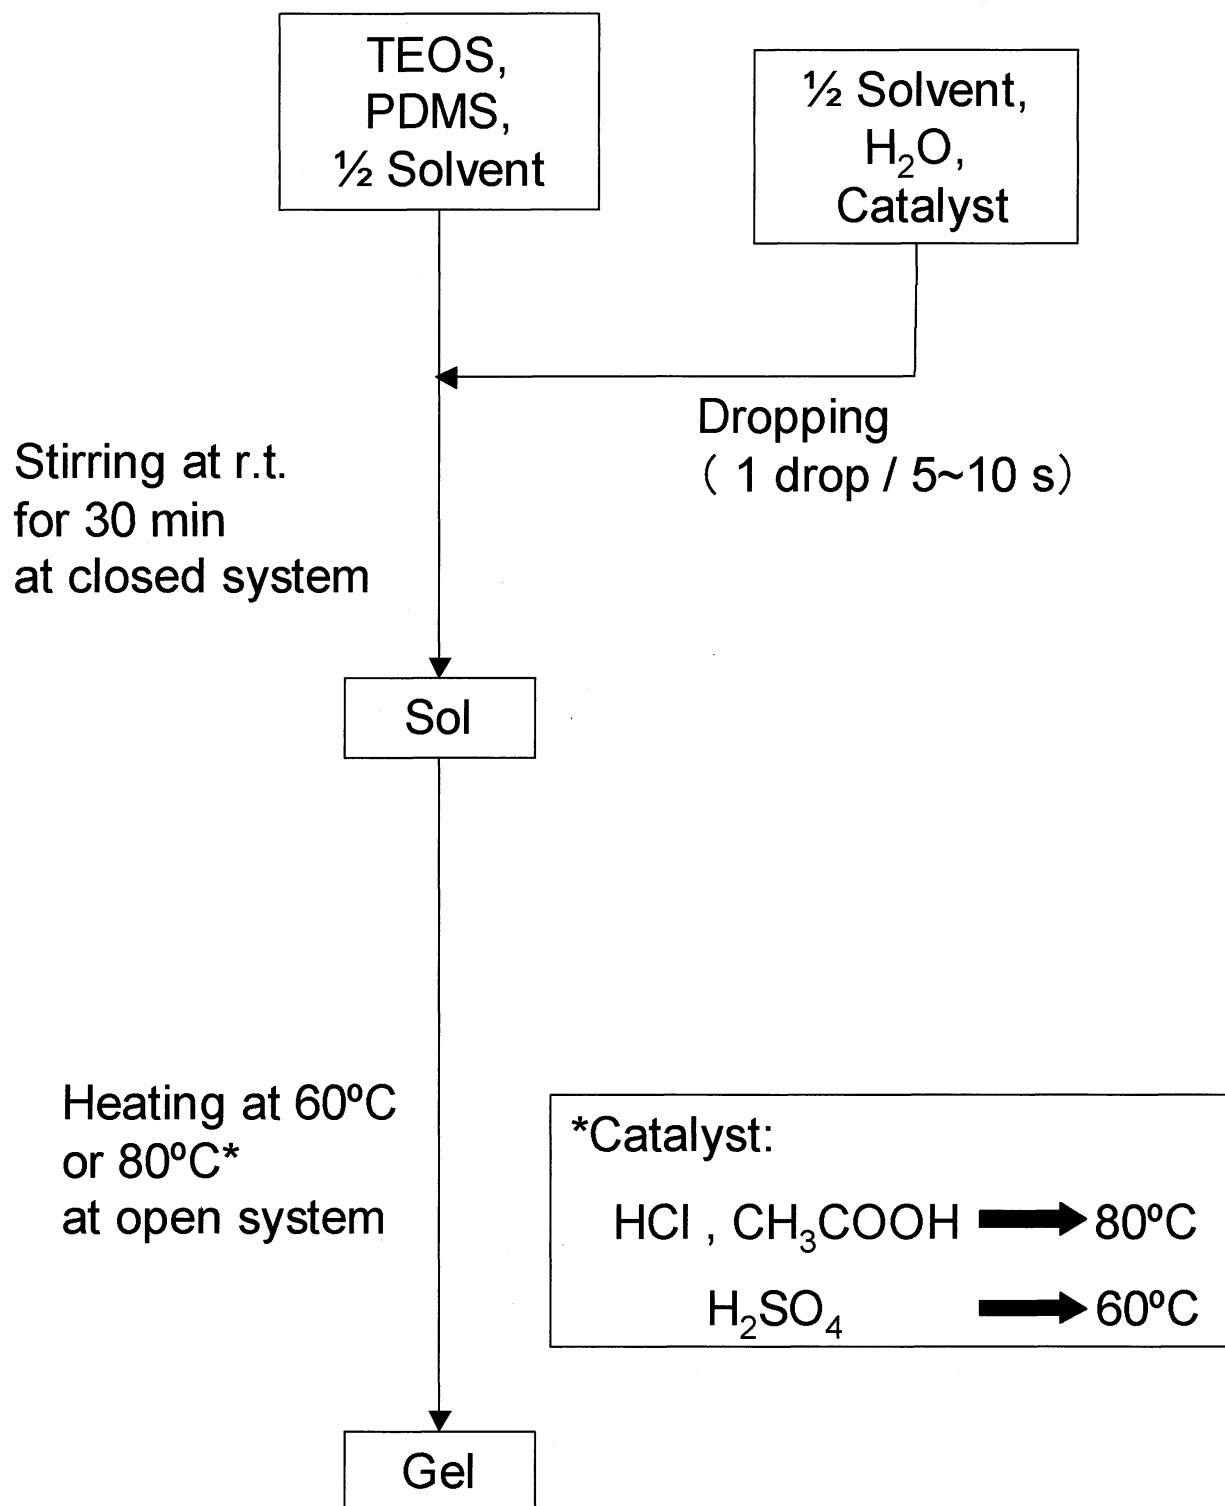 TEOS,
PDMS,
½ Solvent
½ Solvent,
H₂O,
Catalyst
Dropping
( 1 drop / 5~10 s)
Stirring at r.t.
for 30 min
at closed system
Sol
Heating at 60ºC
or 80ºC*
at open system
*Catalyst:
HCl , CH₃COOH 80ºC
H₂SO₄ 60ºC
Gel